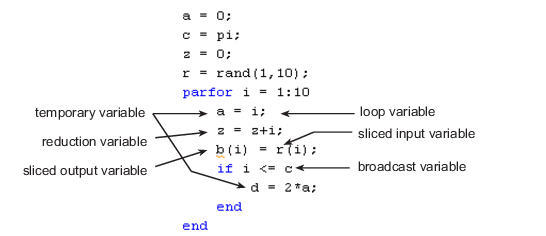 a = 0;
c = pi;
z = 0;
r = rand(1,10);
parfor i = 1:10
temporary variable a = i; loop variable
reduction variable z = z+i; sliced input variable
sliced output variable b(i) = r(i);
if i <= c broadcast variable
d = 2*a;
end
end